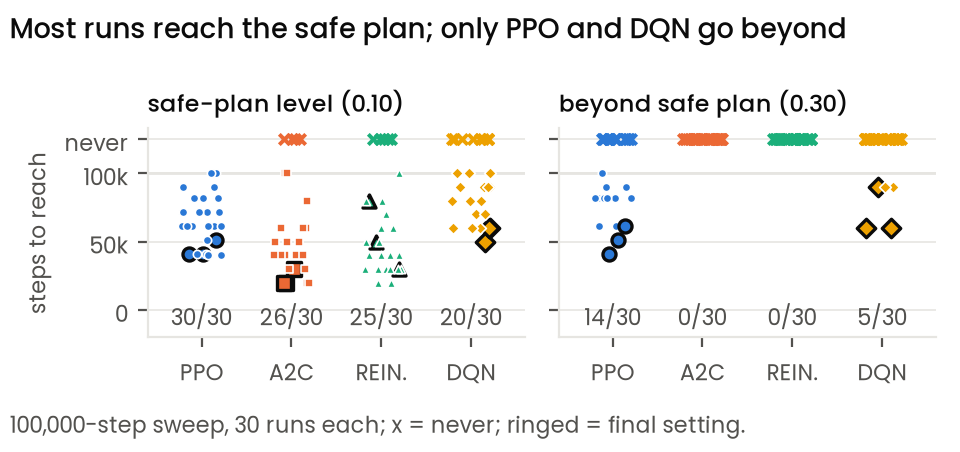 Most runs reach the safe plan; only PPO and DQN go beyond
safe-plan level (0.10)
beyond safe plan (0.30)
steps to reach
never
100k
50k
0
30/30 26/30 25/30 20/30
14/30 0/30 0/30 5/30
PPO A2C REIN. DQN
PPO A2C REIN. DQN
100,000-step sweep, 30 runs each; x = never; ringed = final setting.